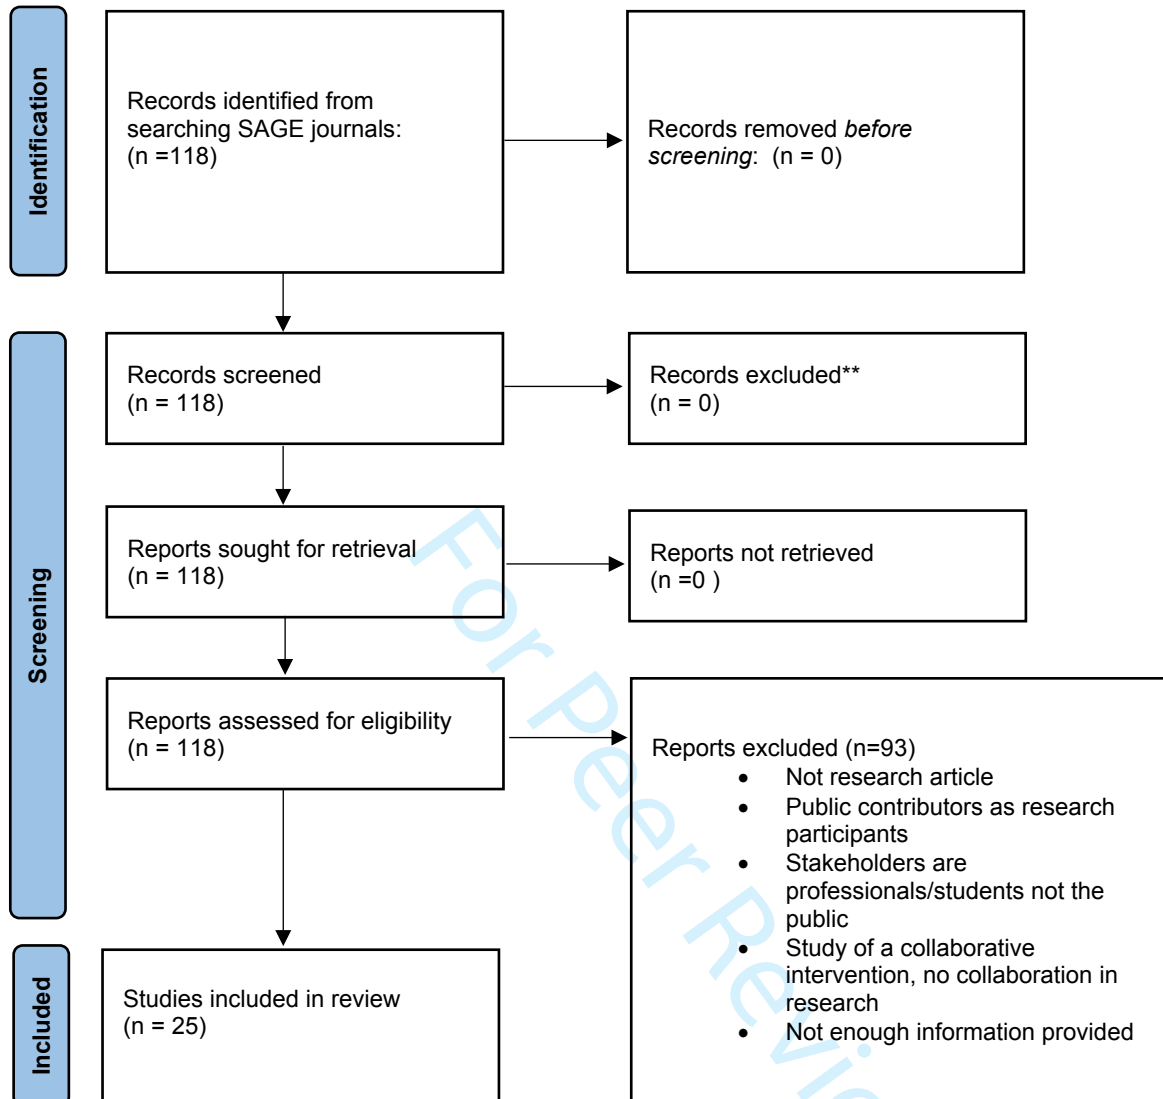 Identification
Records identified from
searching SAGE journals:
(n =118)
Records removed before
screening:  (n = 0)
Screening
Records screened
(n = 118)
Records excluded**
(n = 0)
Reports sought for retrieval
(n = 118)
Reports not retrieved
(n =0 )
Reports assessed for eligibility
(n = 118)
Reports excluded (n=93)
• Not research article
• Public contributors as research
participants
• Stakeholders are
professionals/students not the
public
• Study of a collaborative
intervention, no collaboration in
research
• Not enough information provided
Included
Studies included in review
(n = 25)
For Peer Revie